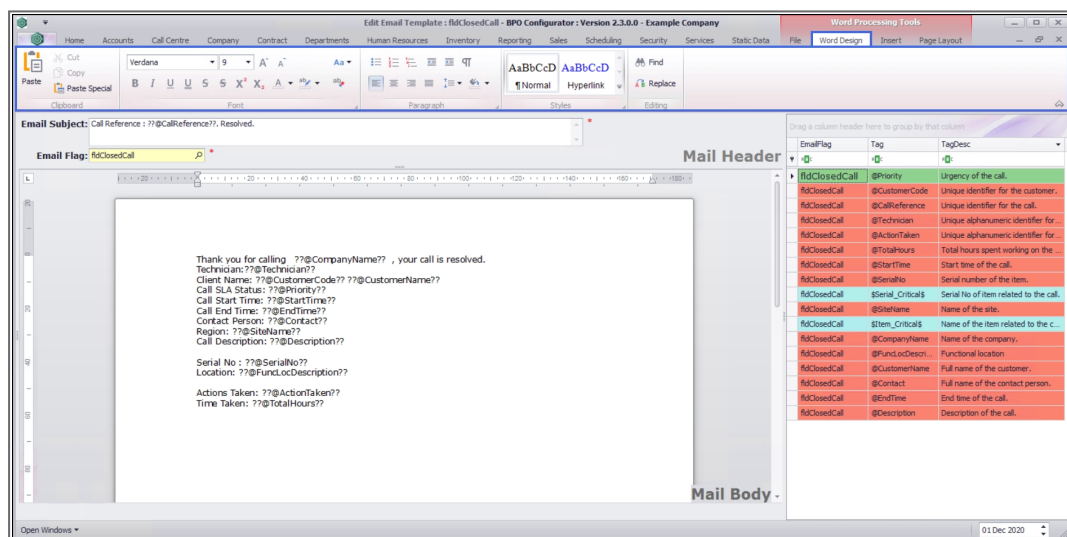 Edit Email Template : fldClosedCall - BPO Configurator : Version 2.3.0.0 - Example Company
Word Processing Tools
Home Accounts Call Centre Company Contract Departments Human Resources Inventory Reporting Sales Scheduling Security Services Static Data File Word Design Insert Page Layout
Paste
Cut
Copy
Paste Special
Clipboard
Verdana 9
Font
Paragraph
AaBbCcD AaBbCcD
¶ Normal Hyperlink
Styles
Find
Replace
Editing
Email Subject: Call Reference : ??@CallReference??. Resolved.
Email Flag: fldClosedCall
Mail Header
Thank you for calling ??@CompanyName?? , your call is resolved.
Technician:??@Technician??
Client Name: ??@CustomerCode?? ??@CustomerName??
Call SLA Status: ??@Priority??
Call Start Time: ??@StartTime??
Call End Time: ??@EndTime??
Contact Person: ??@Contact??
Region: ??@SiteName??
Call Description: ??@Description??
Serial No : ??@SerialNo??
Location: ??@FuncLocDescription??
Actions Taken: ??@ActionTaken??
Time Taken: ??@TotalHours??
Mail Body
Drag a column header here to group by that column
EmailFlag Tag TagDesc
fldClosedCall @Priority Urgency of the call.
fldClosedCall @CustomerCode Unique identifier for the customer.
fldClosedCall @CallReference Unique identifier for the call.
fldClosedCall @Technician Unique alphanumeric identifier for ...
fldClosedCall @ActionTaken Unique alphanumeric identifier for ...
fldClosedCall @TotalHours Total hours spent working on the ...
fldClosedCall @StartTime Start time of the call.
fldClosedCall @SerialNo Serial number of the item.
fldClosedCall $Serial_Critical$ Serial No of item related to the call.
fldClosedCall @SiteName Name of the site.
fldClosedCall $Item_Critical$ Name of the item related to the c...
fldClosedCall @CompanyName Name of the company.
fldClosedCall @FuncLocDescri... Functional location
fldClosedCall @CustomerName Full name of the customer.
fldClosedCall @Contact Full name of the contact person.
fldClosedCall @EndTime End time of the call.
fldClosedCall @Description Description of the call.
Open Windows
01 Dec 2020